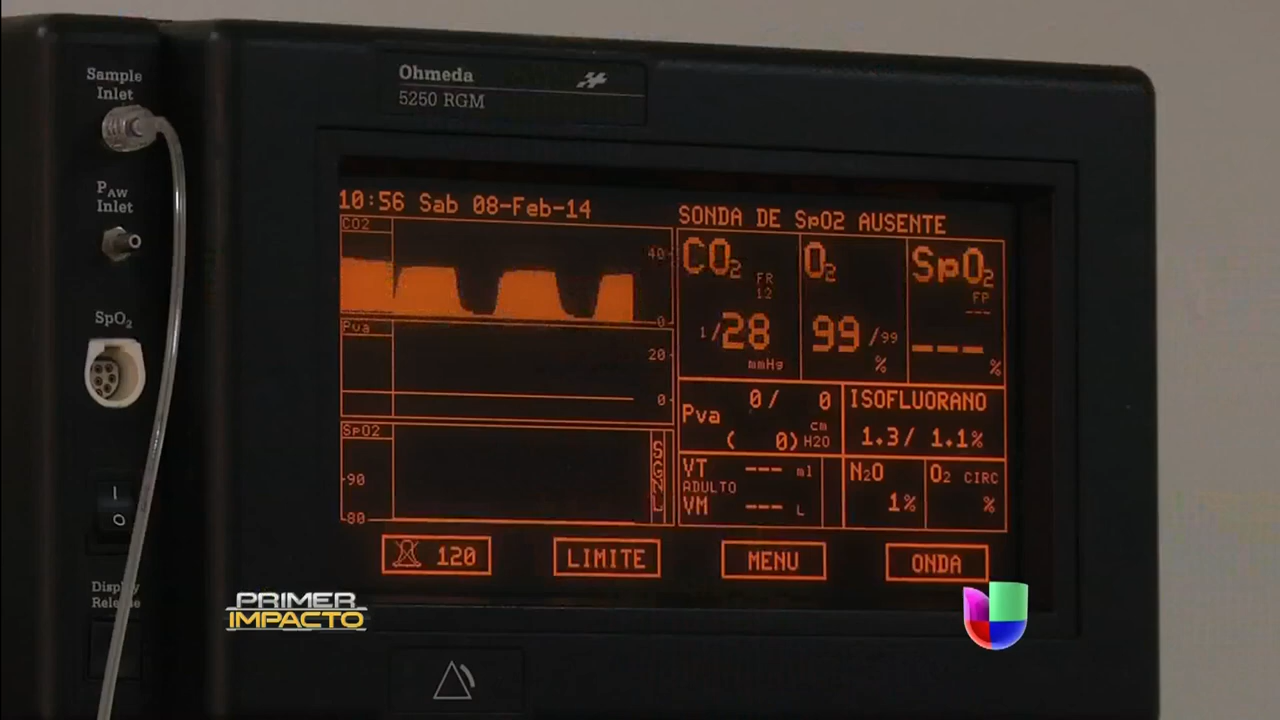 Sample
Inlet
PAW
Inlet
SpO₂
I
O
Display
Release
Ohmeda
5250 RGM
10:56 Sab 08-Feb-14
SONDA DE SpO2 AUSENTE
CO2
40
0
Pva
20
0
SpO2
90
80
SGNL
CO₂
FR
12
1/28
mmHg
O₂
99/99
%
SpO₂
FP
---
---
%
Pva
0/ 0
( 0)
cm
H2O
ISOFLUORANO
1.3/ 1.1%
VT --- ml
ADULTO
VM --- L
N₂O
1%
O₂ CIRC
%
120
LIMITE
MENU
ONDA
PRIMER
IMPACTO